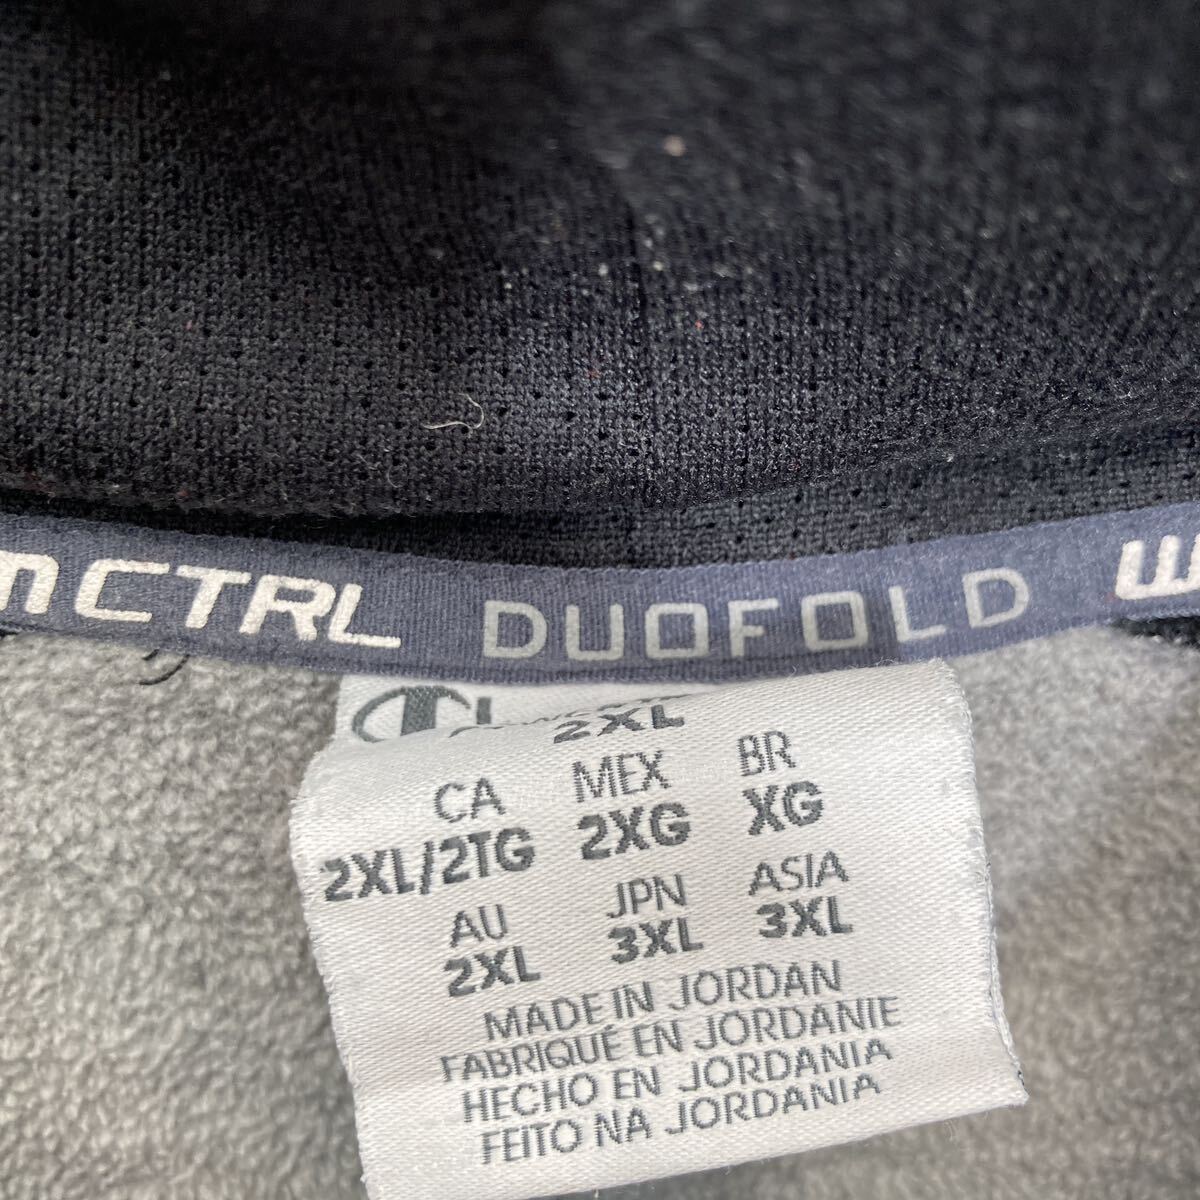 CTRL DUOFOLD
2XL
CA MEX BR
2XL/2TG 2XG XG
AU JPN ASIA
2XL 3XL 3XL
MADE IN JORDAN
FABRIQUÉ EN JORDANIE
HECHO EN JORDANIA
FEITO NA JORDANIA